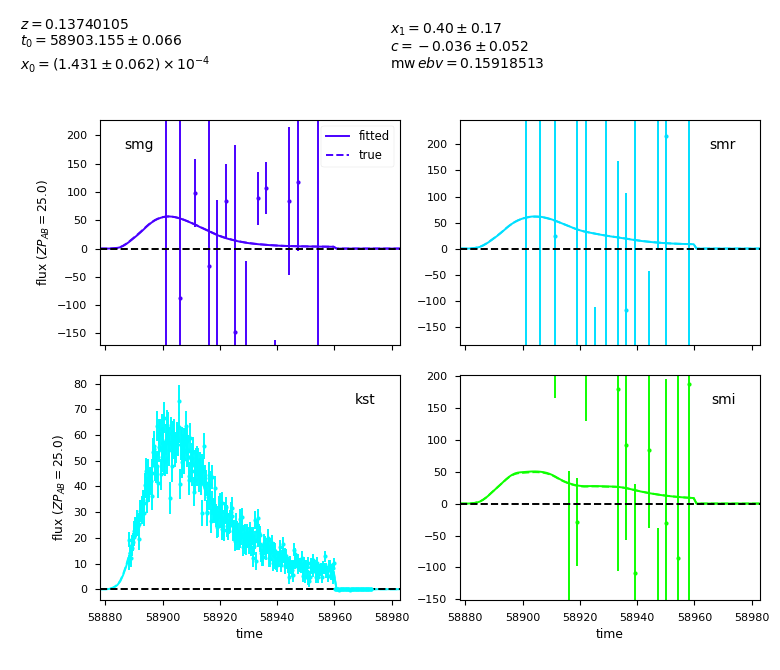 z = 0.13740105
t₀ = 58903.155 ± 0.066
x₀ = (1.431 ± 0.062) × 10⁻⁴
x₁ = 0.40 ± 0.17
c = −0.036 ± 0.052
mw ebv = 0.15918513
smg
fitted
true
200
150
100
50
0
−50
−100
−150
flux (ZP_AB = 25.0)
smr
200
150
100
50
0
−50
−100
−150
kst
80
70
60
50
40
30
20
10
0
flux (ZP_AB = 25.0)
58880 58900 58920 58940 58960 58980
time
smi
200
150
100
50
0
−50
−100
−150
58880 58900 58920 58940 58960 58980
time